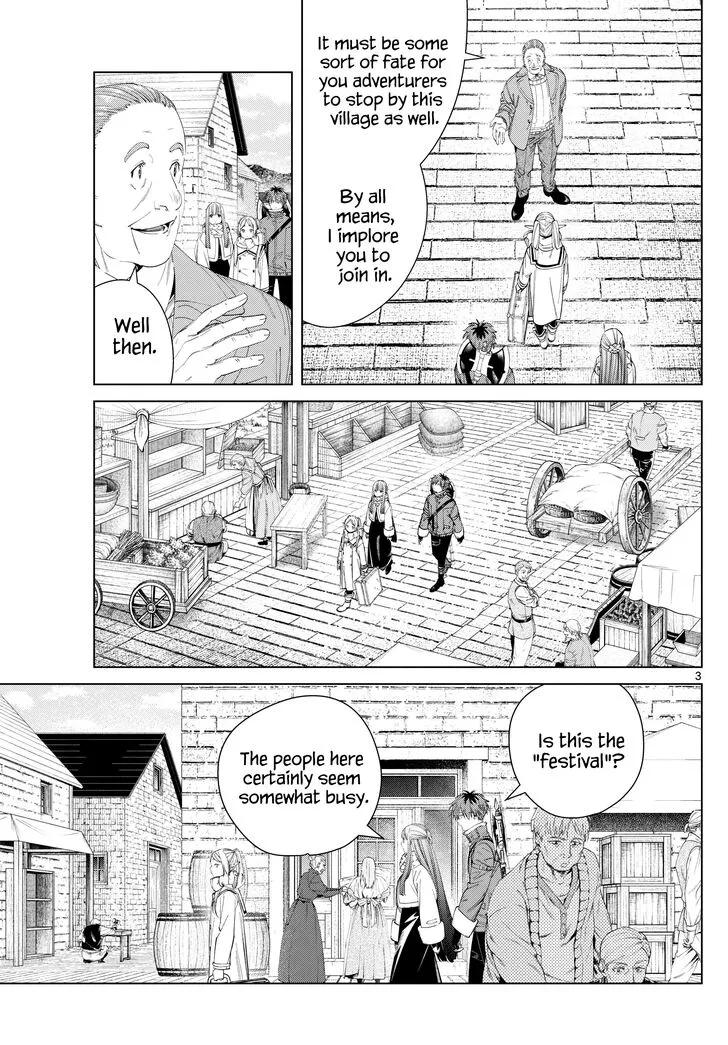 It must be some
sort of fate for
you adventurers
to stop by this
village as well.
By all
means,
I implore
you to
join in.
Well
then.
3
Is this the
"festival"?
The people here
certainly seem
somewhat busy.